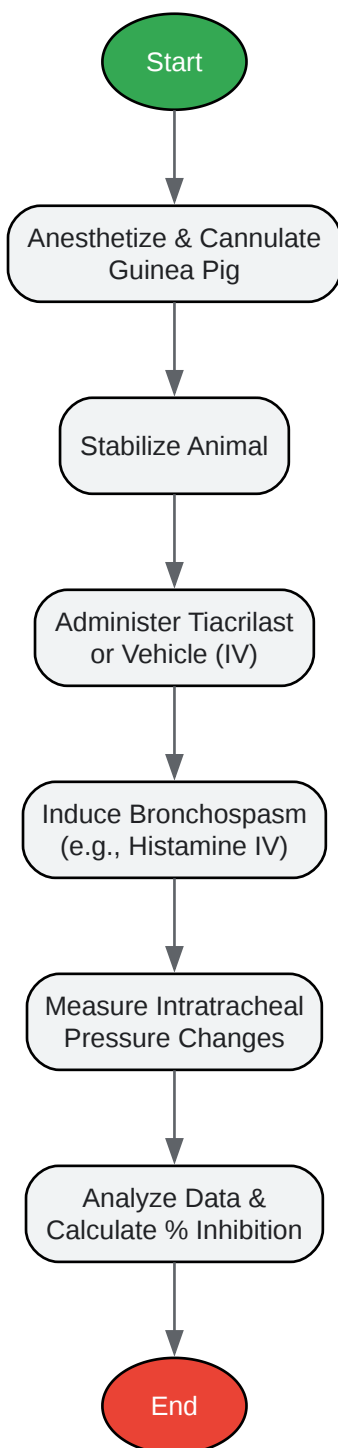 Start
Anesthetize & Cannulate
Guinea Pig
Stabilize Animal
Administer Tiacrilast
or Vehicle (IV)
Induce Bronchospasm
(e.g., Histamine IV)
Measure Intratracheal
Pressure Changes
Analyze Data &
Calculate % Inhibition
End